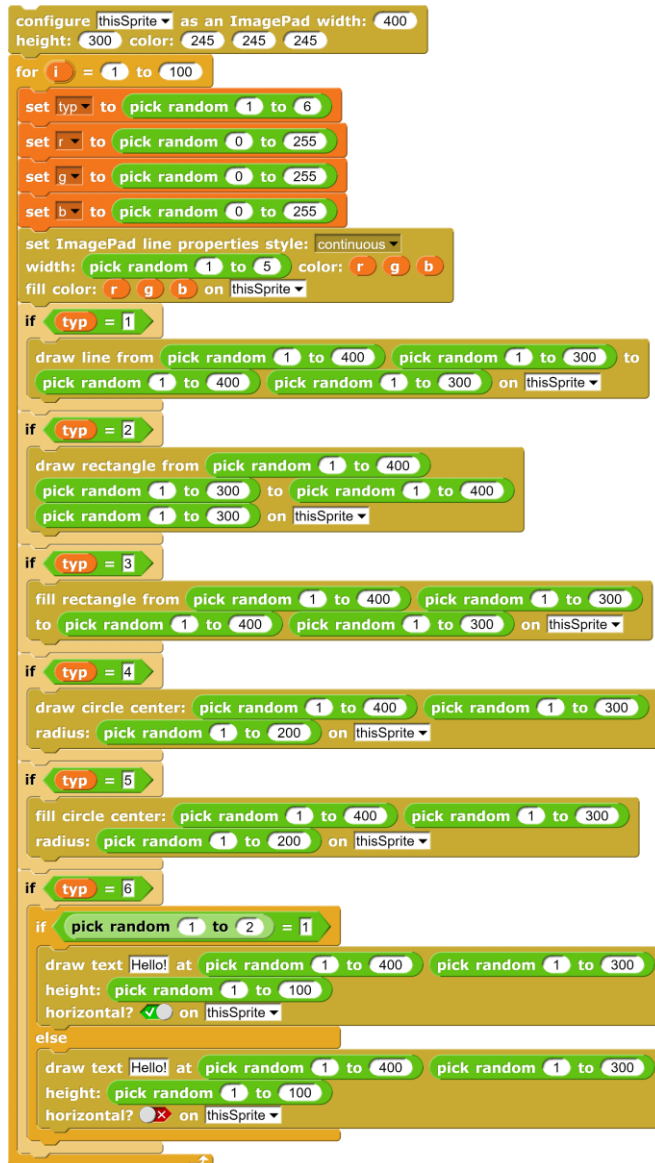 configure thisSprite as an ImagePad width: 400
height: 300 color: 245 245 245
for i = 1 to 100
set typ to pick random 1 to 6
set r to pick random 0 to 255
set g to pick random 0 to 255
set b to pick random 0 to 255
set ImagePad line properties style: continuous
width: pick random 1 to 5 color: r g b
fill color: r g b on thisSprite
if typ = 1
draw line from pick random 1 to 400 pick random 1 to 300 to
pick random 1 to 400 pick random 1 to 300 on thisSprite
if typ = 2
draw rectangle from pick random 1 to 400
pick random 1 to 300 to pick random 1 to 400
pick random 1 to 300 on thisSprite
if typ = 3
fill rectangle from pick random 1 to 400 pick random 1 to 300
to pick random 1 to 400 pick random 1 to 300 on thisSprite
if typ = 4
draw circle center: pick random 1 to 400 pick random 1 to 300
radius: pick random 1 to 200 on thisSprite
if typ = 5
fill circle center: pick random 1 to 400 pick random 1 to 300
radius: pick random 1 to 200 on thisSprite
if typ = 6
if pick random 1 to 2 = 1
draw text Hello! at pick random 1 to 400 pick random 1 to 300
height: pick random 1 to 100
horizontal? on thisSprite
else
draw text Hello! at pick random 1 to 400 pick random 1 to 300
height: pick random 1 to 100
horizontal? on thisSprite